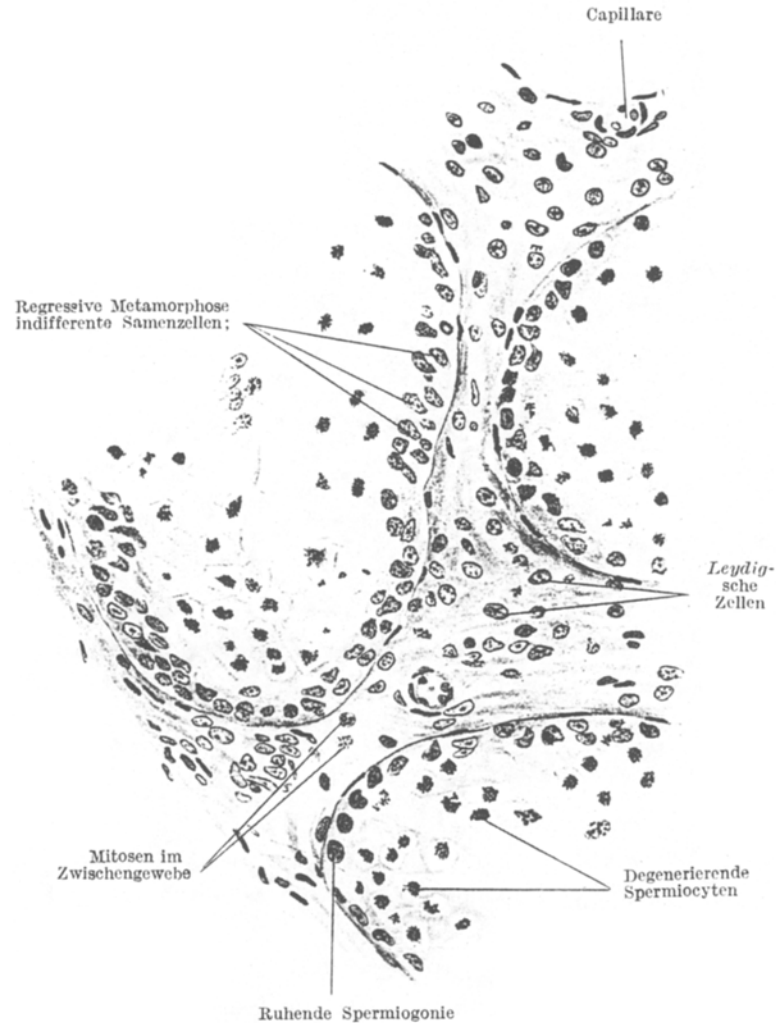 Capillare
Regressive Metamorphose
indifferente Samenzellen;
Leydig-
sche
Zellen
Mitosen im
Zwischengewebe
Degenerierende
Spermiocyten
Ruhende Spermiogonie